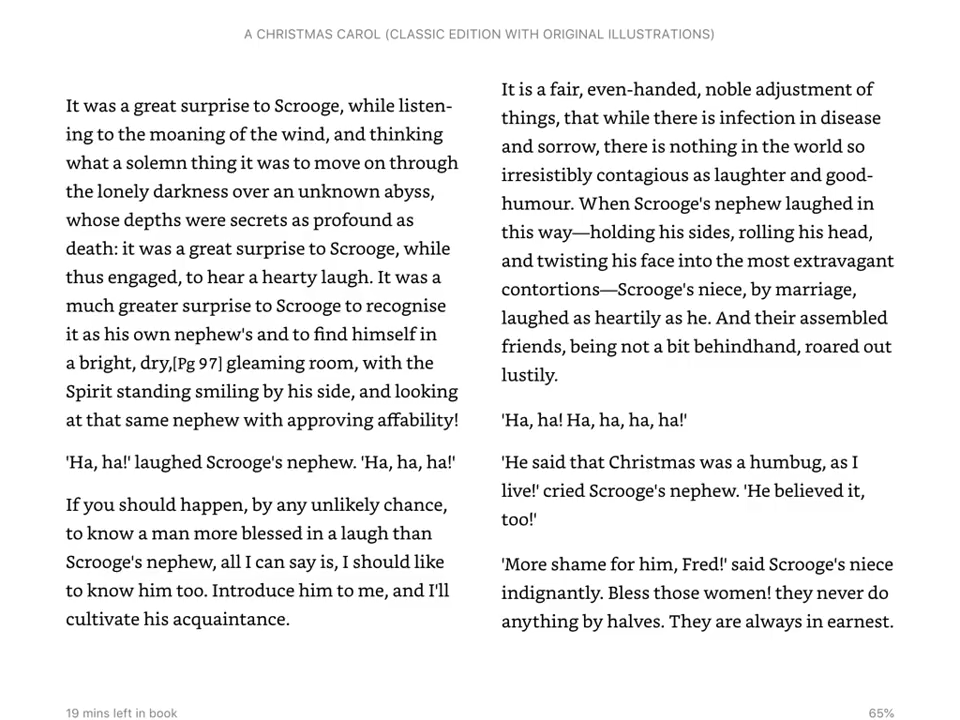 A CHRISTMAS CAROL (CLASSIC EDITION WITH ORIGINAL ILLUSTRATIONS)
It was a great surprise to Scrooge, while listen-
ing to the moaning of the wind, and thinking
what a solemn thing it was to move on through
the lonely darkness over an unknown abyss,
whose depths were secrets as profound as
death: it was a great surprise to Scrooge, while
thus engaged, to hear a hearty laugh. It was a
much greater surprise to Scrooge to recognise
it as his own nephew's and to find himself in
a bright, dry,[Pg 97] gleaming room, with the
Spirit standing smiling by his side, and looking
at that same nephew with approving affability!
'Ha, ha!' laughed Scrooge's nephew. 'Ha, ha, ha!'
If you should happen, by any unlikely chance,
to know a man more blessed in a laugh than
Scrooge's nephew, all I can say is, I should like
to know him too. Introduce him to me, and I'll
cultivate his acquaintance.
It is a fair, even-handed, noble adjustment of
things, that while there is infection in disease
and sorrow, there is nothing in the world so
irresistibly contagious as laughter and good-
humour. When Scrooge's nephew laughed in
this way—holding his sides, rolling his head,
and twisting his face into the most extravagant
contortions—Scrooge's niece, by marriage,
laughed as heartily as he. And their assembled
friends, being not a bit behindhand, roared out
lustily.
'Ha, ha! Ha, ha, ha, ha!'
'He said that Christmas was a humbug, as I
live!' cried Scrooge's nephew. 'He believed it,
too!'
'More shame for him, Fred!' said Scrooge's niece
indignantly. Bless those women! they never do
anything by halves. They are always in earnest.
19 mins left in book
65%